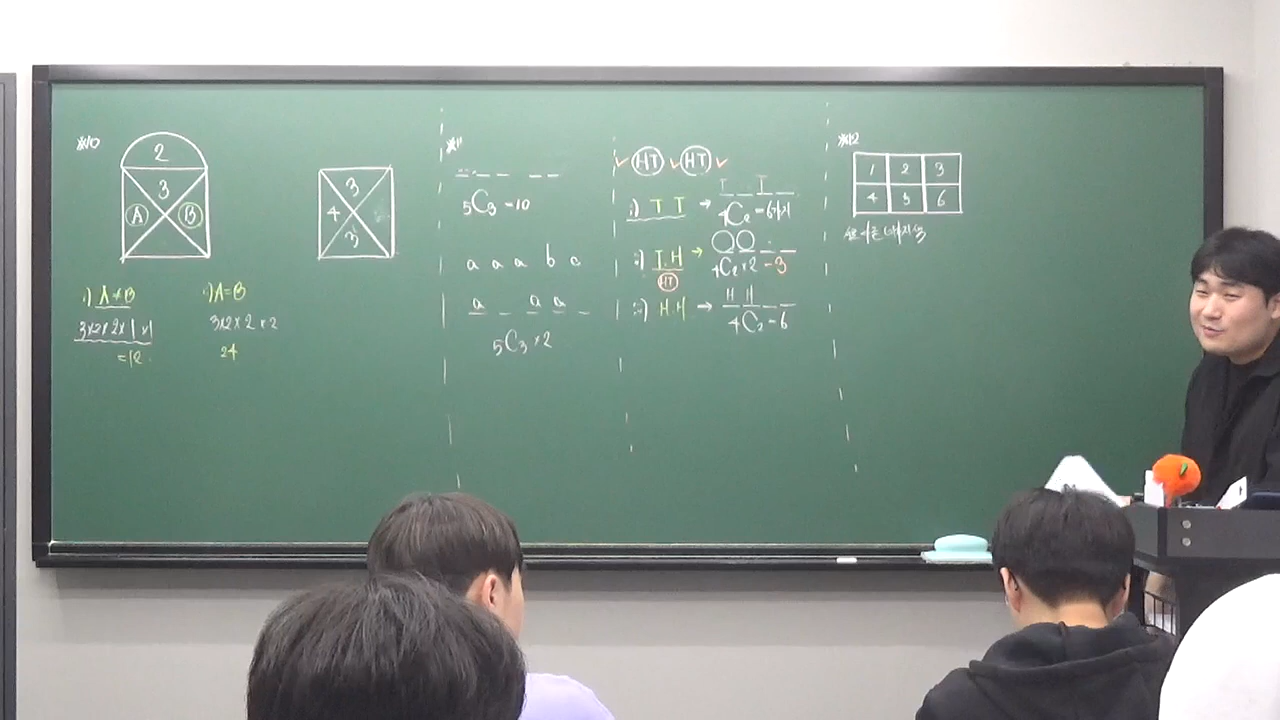 ※10
2
3
A B
i) A≠B
3×2×2×1×1
=12
ii) A=B
3×2×2×2
24
3
4
3
※11
5C3=10
a a a b c
a _ a a _
5C3×2
✓ HT ✓ HT ✓
i) T T → T _ T _
4C2=6가지
ii) T.H → ○○ _ _
HT
4C2×2-3
iii) H.H → H H _ _
4C2=6
※12
1 2 3
4 5 6